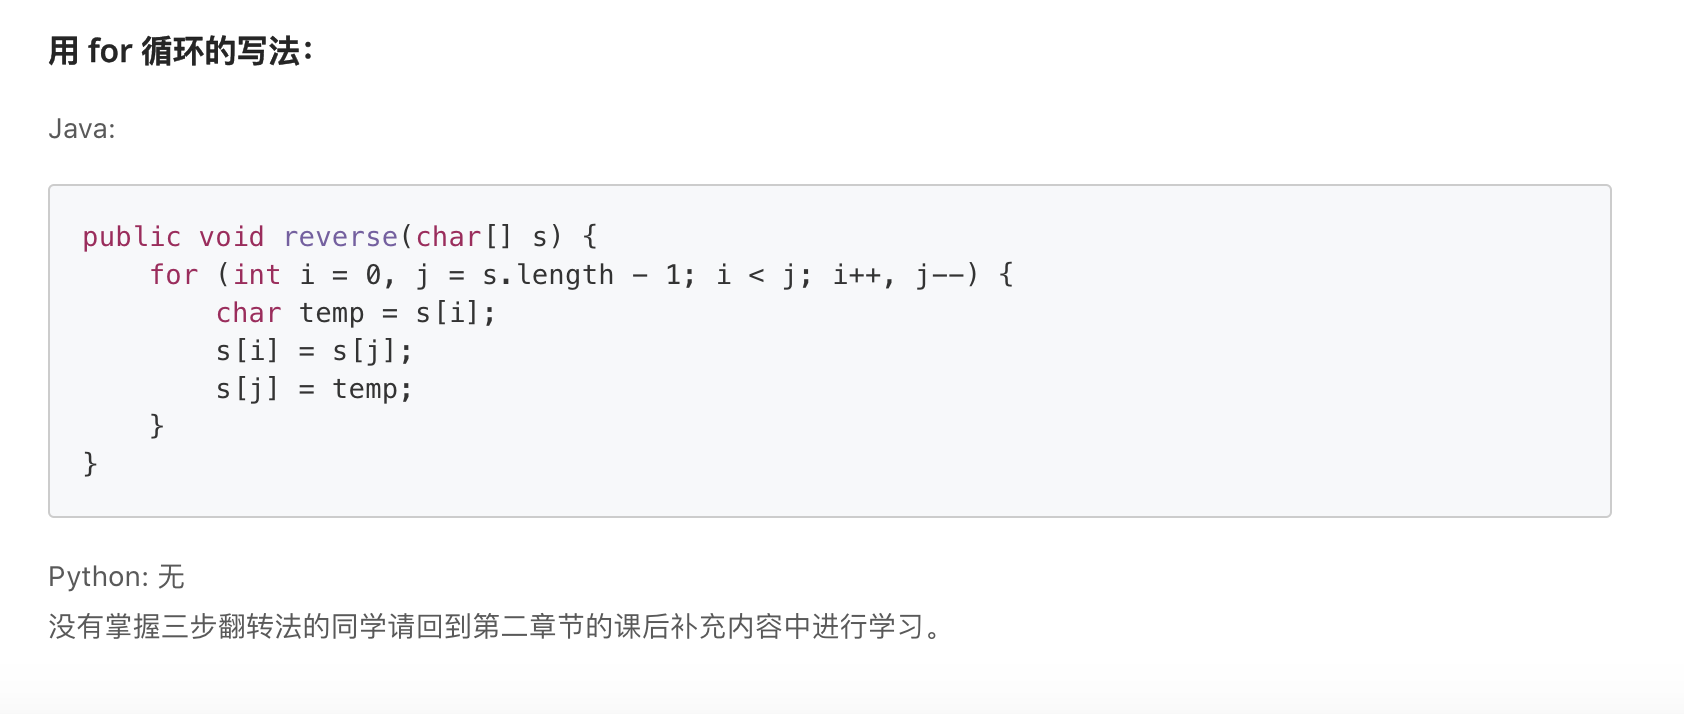 用 for 循环的写法：
Java:
public void reverse(char[] s) {
    for (int i = 0, j = s.length - 1; i < j; i++, j--) {
        char temp = s[i];
        s[i] = s[j];
        s[j] = temp;
    }
}
Python: 无
没有掌握三步翻转法的同学请回到第二章节的课后补充内容中进行学习。